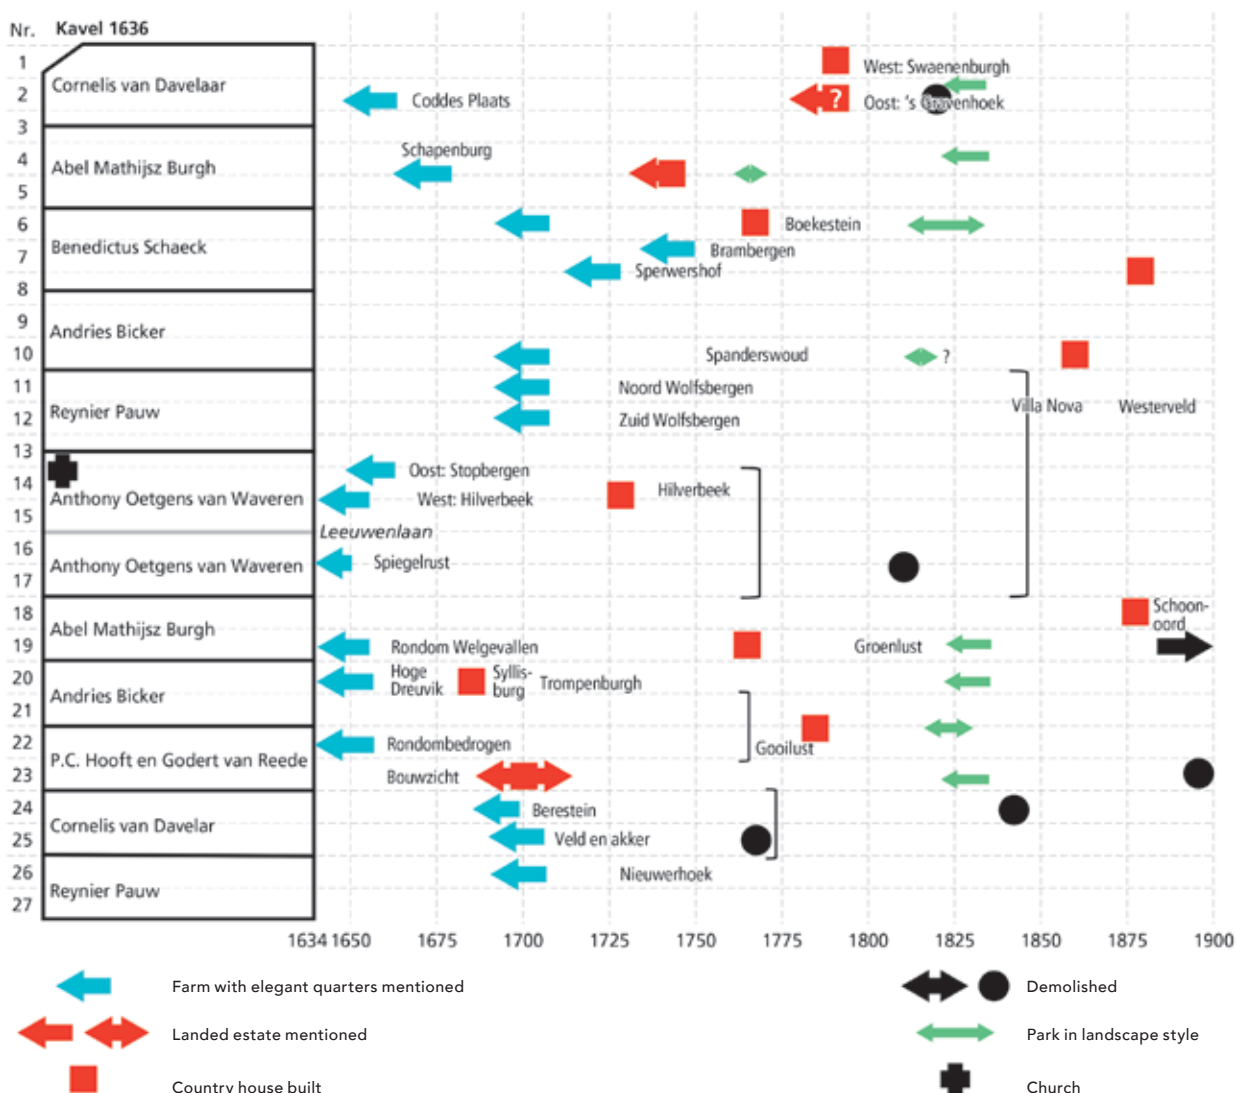 Nr. Kavel 1636
1
West: Swaenenburgh
Cornelis van Davelaar
2
Coddes Plaats
?
Oost: 's Gravenhoek
3
Schapenburg
4
Abel Mathijsz Burgh
5
6
Boekestein
Benedictus Schaeck
Brambergen
7
Sperwershof
8
9
Andries Bicker
10
Spanderswoud
?
11
Noord Wolfsbergen
Reynier Pauw
Villa Nova
Westerveld
12
Zuid Wolfsbergen
13
Oost: Stopbergen
14
Hilverbeek
Anthony Oetgens van Waveren
West: Hilverbeek
15
Leeuwenlaan
16
Anthony Oetgens van Waveren
Spiegelrust
17
18
Schoon-
oord
Abel Mathijsz Burgh
19
Rondom Welgevallen
Groenlust
20
Hoge
Dreuvik
Syllis-
burg
Trompenburgh
Andries Bicker
21
22
Rondombedrogen
Gooilust
P.C. Hooft en Godert van Reede
23
Bouwzicht
24
Berestein
Cornelis van Davelar
25
Veld en akker
26
Nieuwerhoek
Reynier Pauw
27
1634 1650 1675 1700 1725 1750 1775 1800 1825 1850 1875 1900
Farm with elegant quarters mentioned
Demolished
Landed estate mentioned
Park in landscape style
Country house built
Church